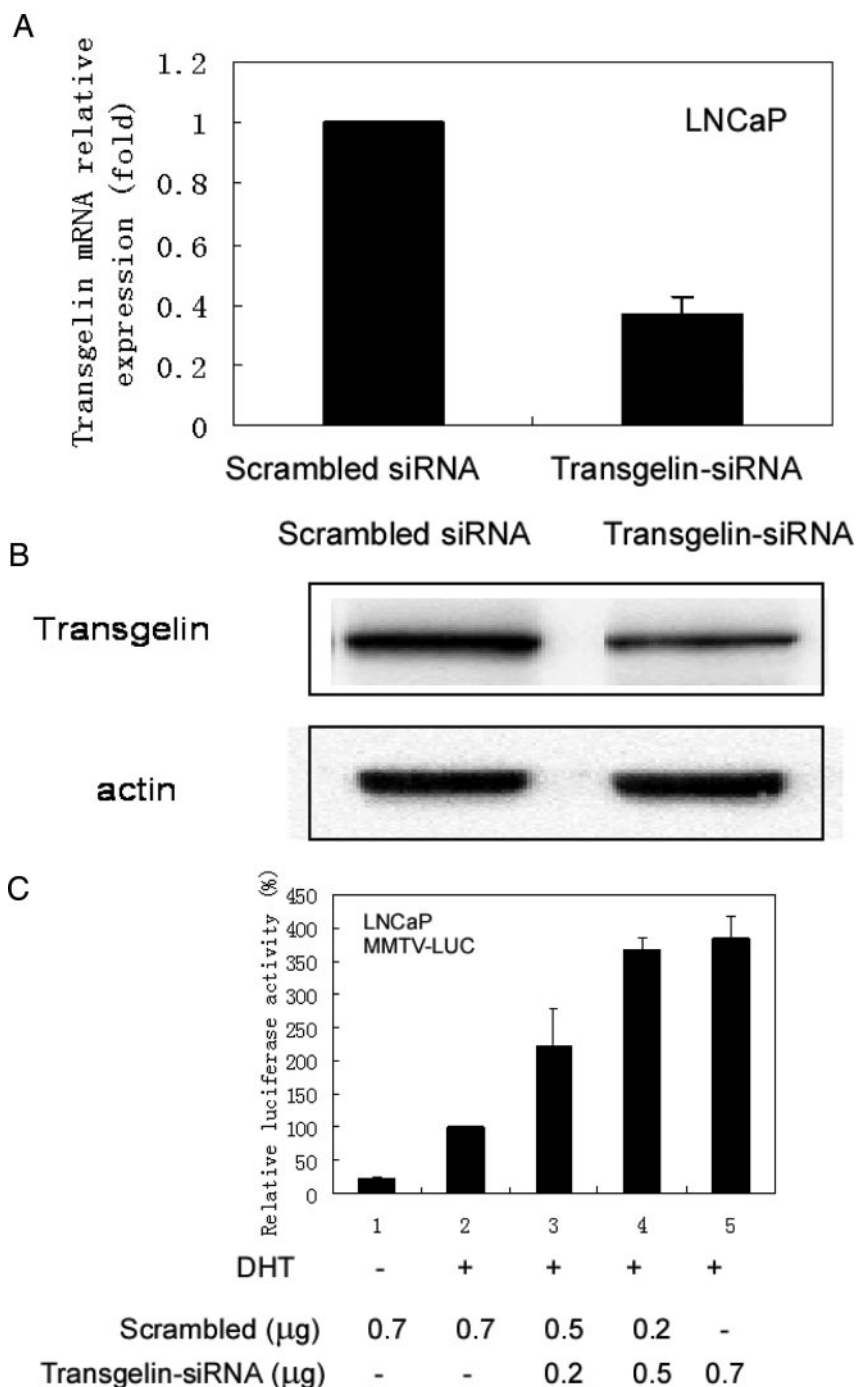 A
Transgelin mRNA relative
expression (fold)
1.2
1
0.8
0.6
0.4
0.2
0
LNCaP
Scrambled siRNA Transgelin-siRNA
B
Scrambled siRNA Transgelin-siRNA
Transgelin
actin
C
Relative luciferase activity (%)
450
400
350
300
250
200
150
100
50
0
LNCaP
MMTV-LUC
1 2 3 4 5
DHT - + + + +
Scrambled (μg) 0.7 0.7 0.5 0.2 -
Transgelin-siRNA (μg) - - 0.2 0.5 0.7